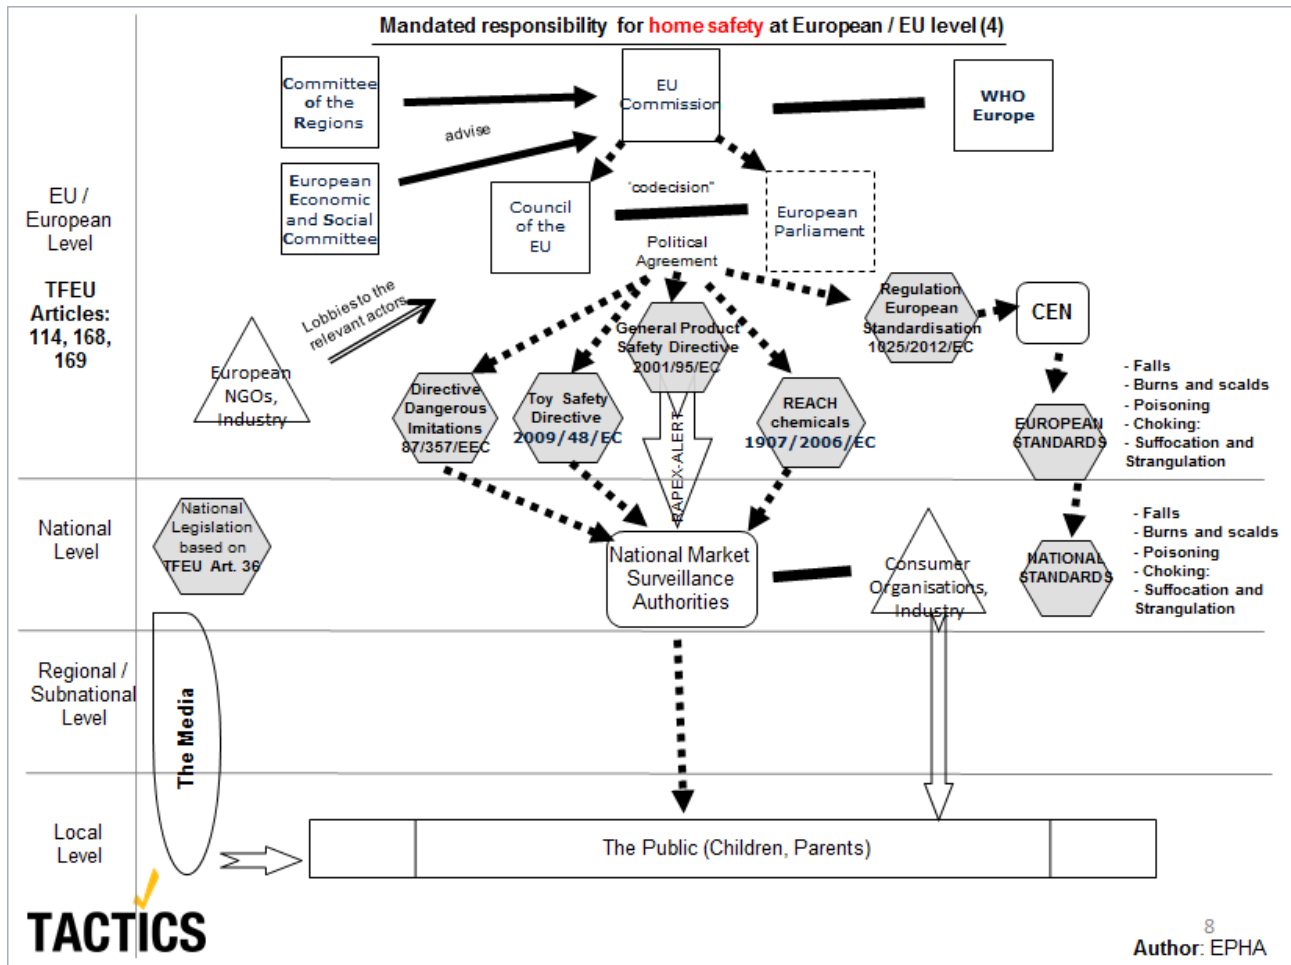 Mandated responsibility for home safety at European / EU level (4)
Committee
of the
Regions
EU
Commission
WHO
Europe
advise
European
Economic
and Social
Committee
Council
of the
EU
"codecision"
European
Parliament
Political
Agreement
EU /
European
Level
TFEU
Articles:
114, 168,
169
Lobbies to the
relevant actors
European
NGOs,
Industry
Directive
Dangerous
Imitations
87/357/EEC
Toy Safety
Directive
2009/48/EC
General Product
Safety Directive
2001/95/EC
RAPEX-ALERT
REACH
chemicals
1907/2006/EC
Regulation
European
Standardisation
1025/2012/EC
CEN
EUROPEAN
STANDARDS
- Falls
- Burns and scalds
- Poisoning
- Choking:
- Suffocation and
Strangulation
National
Level
National
Legislation
based on
TFEU Art. 36
National Market
Surveillance
Authorities
Consumer
Organisations,
Industry
NATIONAL
STANDARDS
- Falls
- Burns and scalds
- Poisoning
- Choking:
- Suffocation and
Strangulation
Regional /
Subnational
Level
The Media
Local
Level
The Public (Children, Parents)
TACTICS
8
Author: EPHA